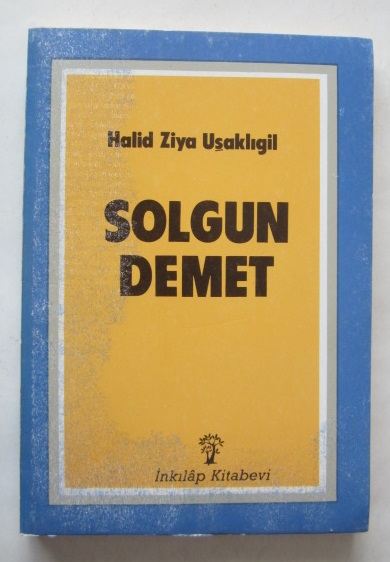 Halid Ziya Uşaklıgil
SOLGUN
DEMET
İnkılâp Kitabevi